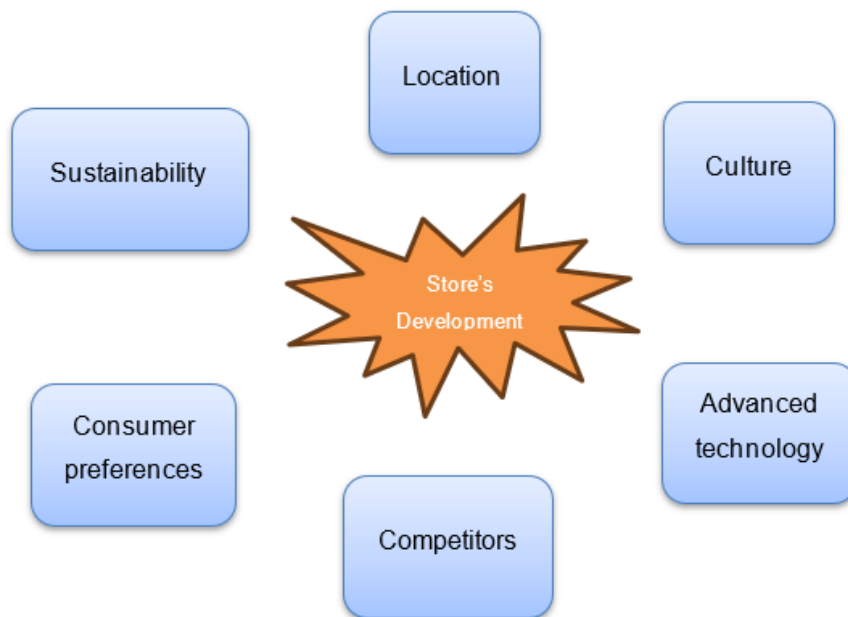 Location
Sustainability
Culture
Store's
Development
Consumer
preferences
Advanced
technology
Competitors